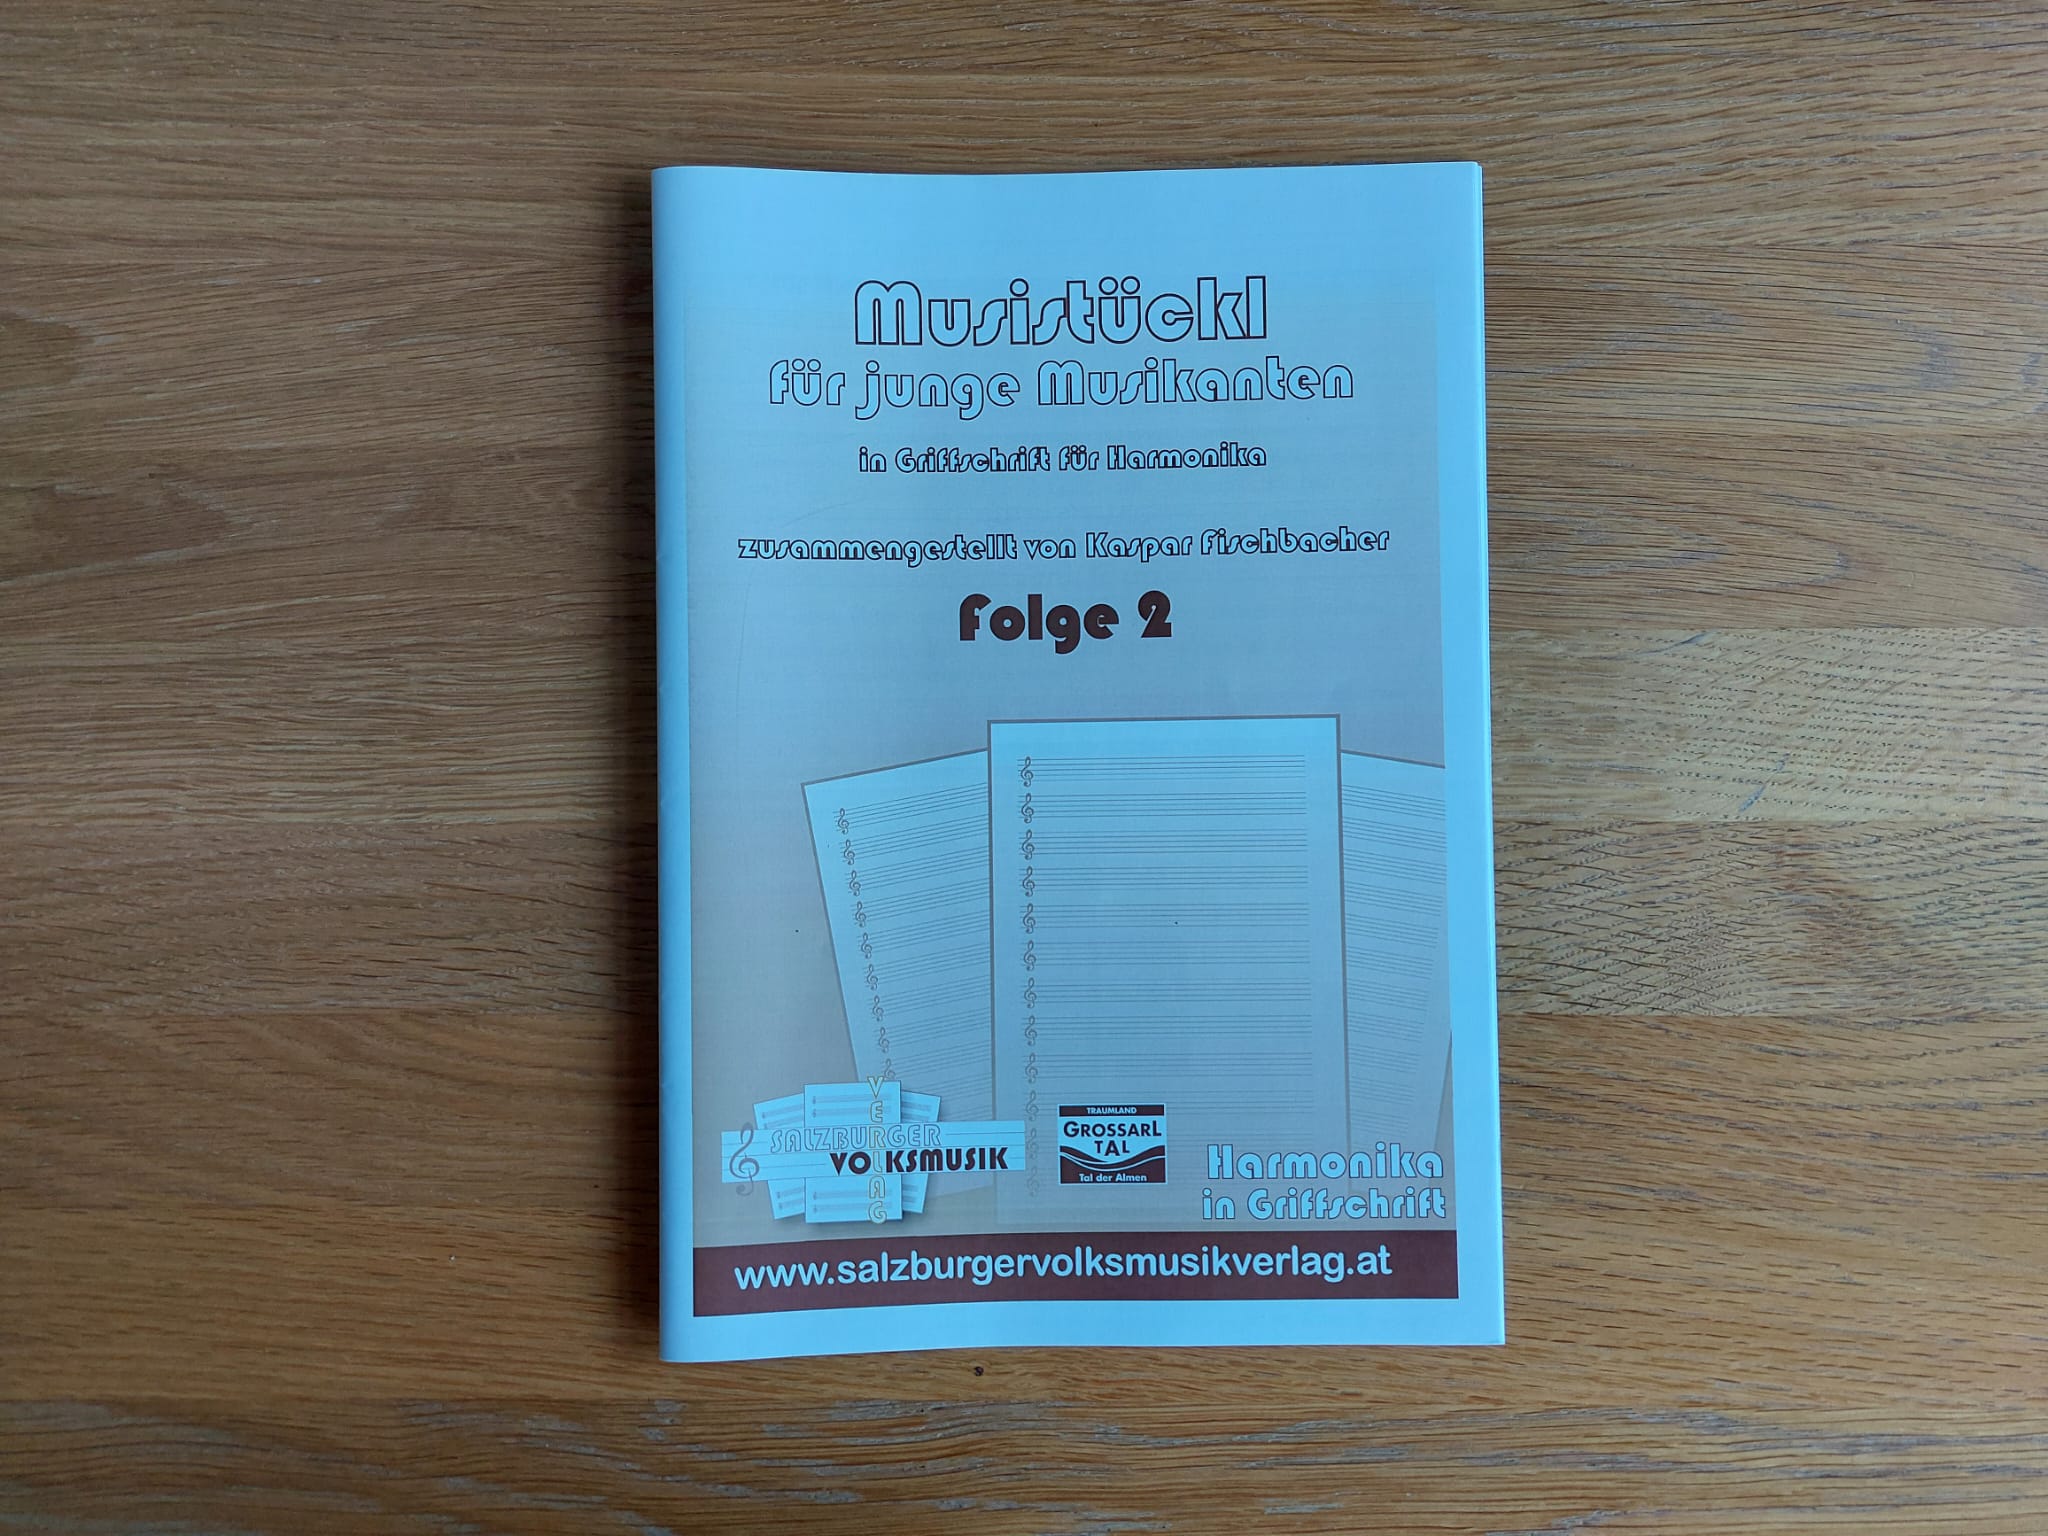 Musistückl
für junge Musikanten
in Griffschrift für Harmonika
zusammengestellt von Kaspar Fischbacher
Folge 2
SALZBURGER
VOLKSMUSIK
VERLAG
TRAUMLAND
GROSSARL
TAL
Tal der Almen
Harmonika
in Griffschrift
www.salzburgervolksmusikverlag.at